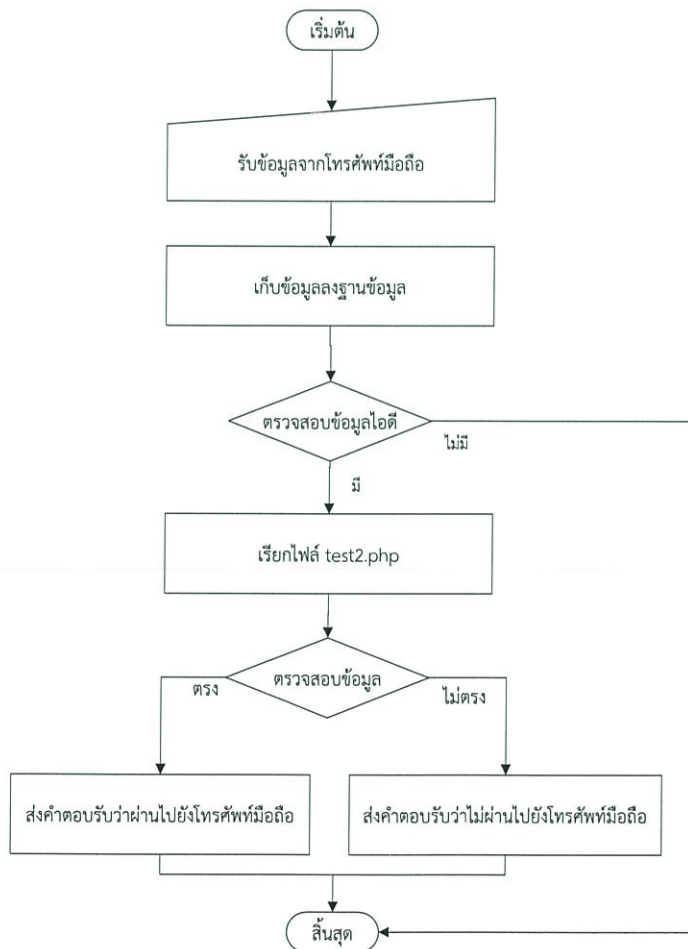 เริ่มต้น
รับข้อมูลจากโทรศัพท์มือถือ
เก็บข้อมูลลงฐานข้อมูล
ตรวจสอบข้อมูลไอดี
ไม่มี
มี
เรียกไฟล์ test2.php
ตรวจสอบข้อมูล
ตรง
ไม่ตรง
ส่งคำตอบรับว่าผ่านไปยังโทรศัพท์มือถือ
ส่งคำตอบรับว่าไม่ผ่านไปยังโทรศัพท์มือถือ
สิ้นสุด